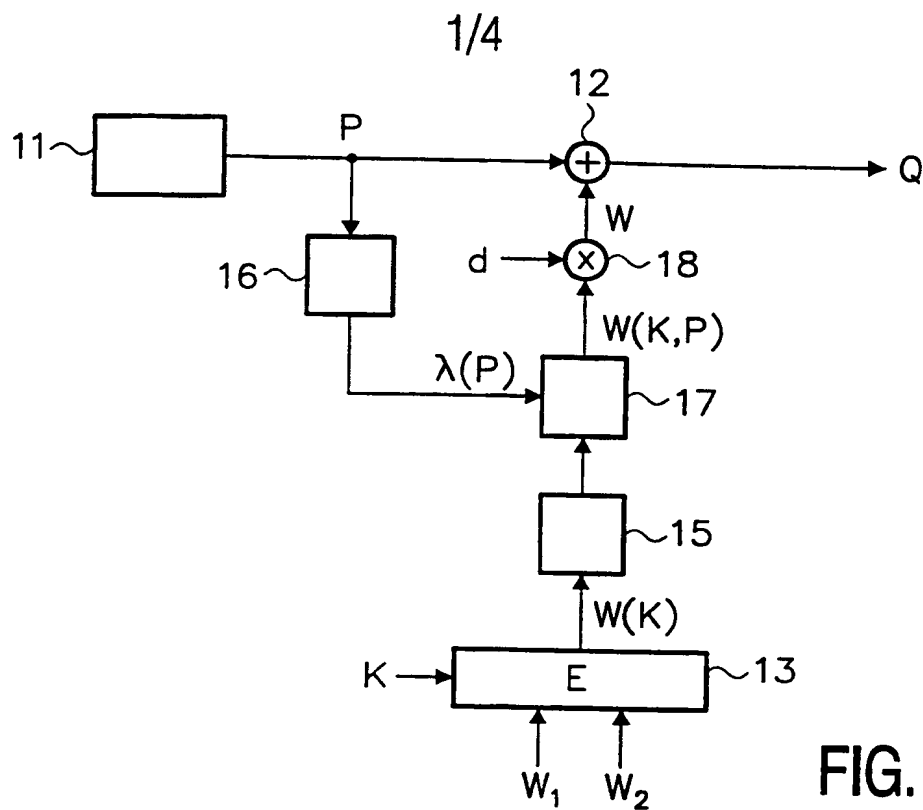 1/4
12
11
P
+
Q
W
16
d
x
18
W(K,P)
λ(P)
17
15
W(K)
K
E
13
W₁
W₂
FIG.